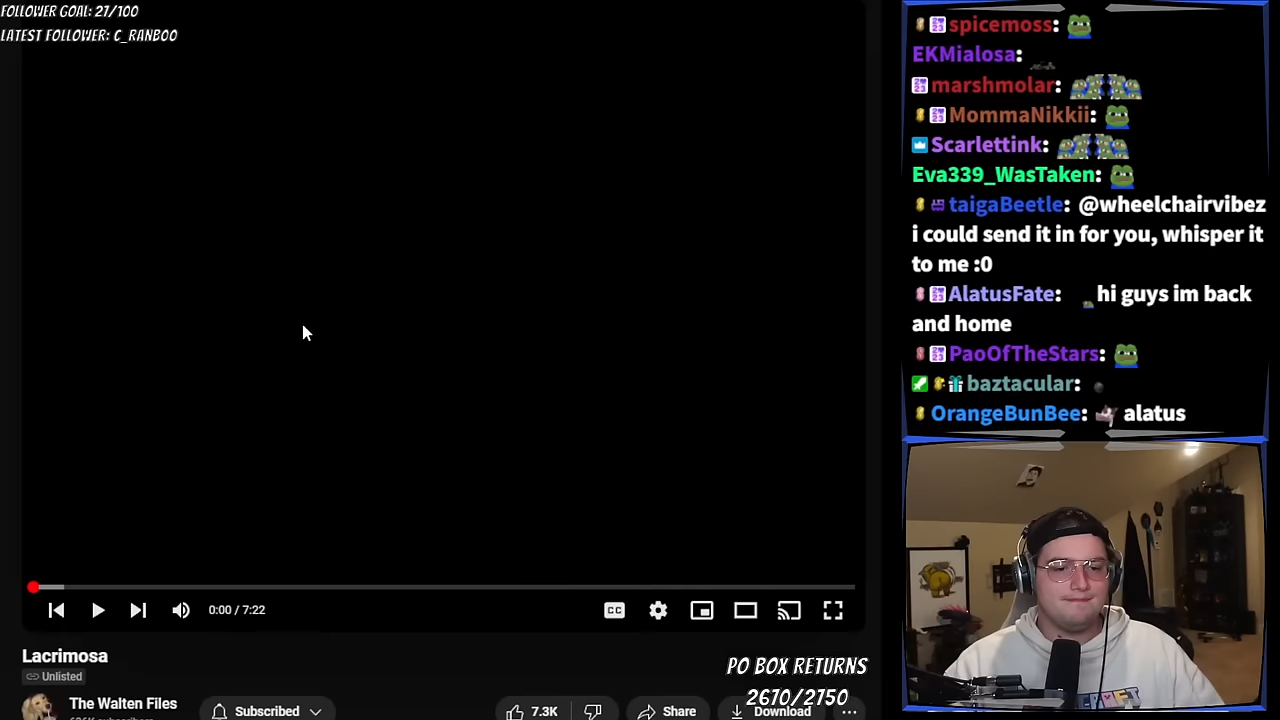 FOLLOWER GOAL: 27/100
LATEST FOLLOWER: C_RANBOO
spicemoss:
EKMialosa:
marshmolar:
MommaNikkii:
Scarlettink:
Eva339_WasTaken:
taigaBeetle: @wheelchairvibez
i could send it in for you, whisper it
to me :0
AlatusFate: hi guys im back
and home
PaoOfTheStars:
baztacular:
OrangeBunBee: alatus
0:00 / 7:22
CC
Lacrimosa
Unlisted
The Walten Files
Subscribed
7.3K
Share
Download
PO BOX RETURNS
2670/2750